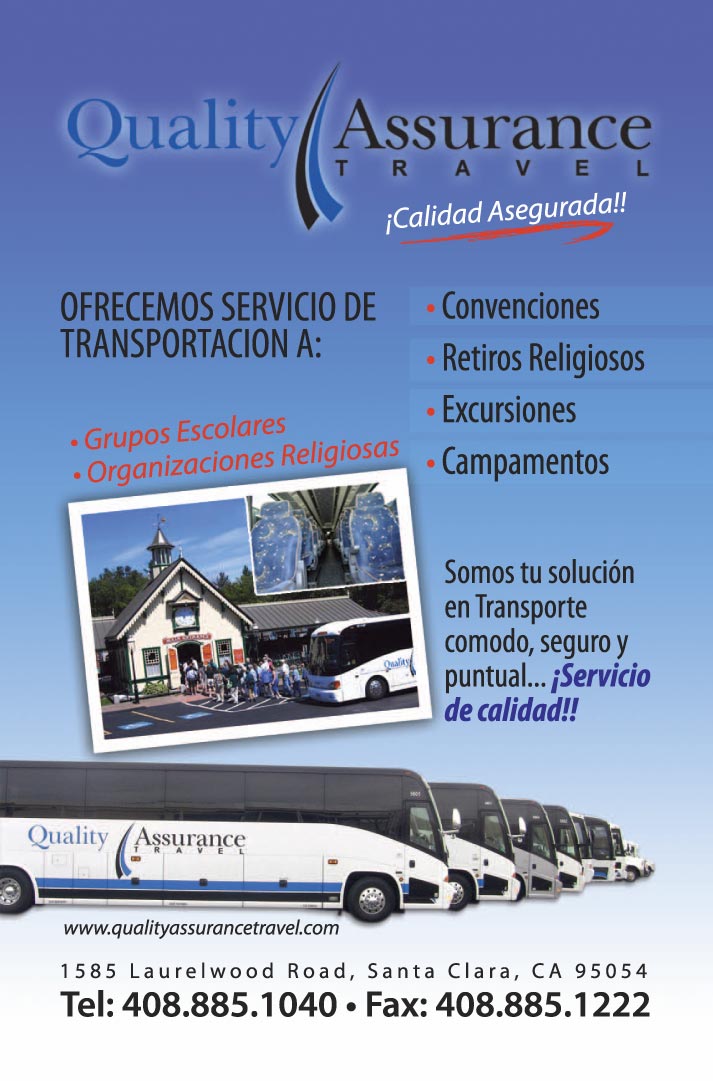 Quality Assurance
TRAVEL
¡Calidad Asegurada!!
OFRECEMOS SERVICIO DE
TRANSPORTACION A:
• Grupos Escolares
• Organizaciones Religiosas
• Convenciones
• Retiros Religiosos
• Excursiones
• Campamentos
Somos tu solución
en Transporte
comodo, seguro y
puntual... ¡Servicio
de calidad!!
Quality
Quality Assurance
TRAVEL
www.qualityassurancetravel.com
1585 Laurelwood Road, Santa Clara, CA 95054
Tel: 408.885.1040 • Fax: 408.885.1222